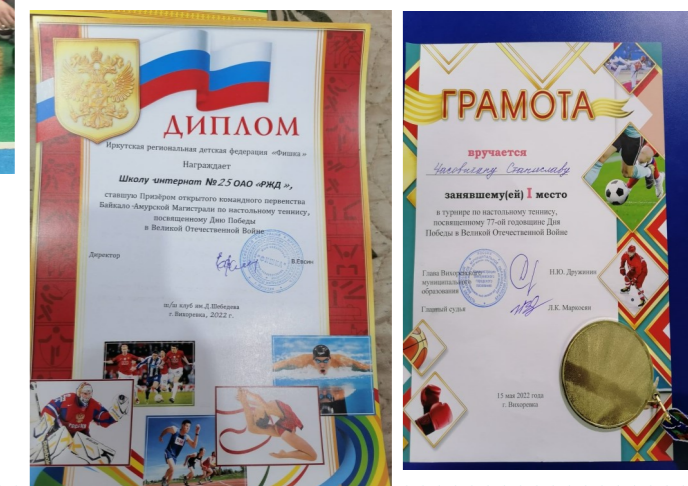 ДИПЛОМ
Иркутская региональная детская федерация «Фишка»
Награждает
Школу-интернат №25 ОАО «РЖД»,
ставшую Призёром открытого командного первенства
Байкало-Амурской Магистрали по настольному теннису,
посвященному Дню Победы
в Великой Отечественной Войне
Директор
В.Евсин
ш/ш клуб им.Д.Шведова
г. Вихоревка, 2022 г.
ГРАМОТА
вручается
Станиславу
занявшему(ей) I место
в турнире по настольному теннису,
посвященному 77-ой годовщине Дня
Победы в Великой Отечественной Войне
Глава Вихоревского
муниципального
образования
Н.Ю. Дружинин
Главный судья
Л.К. Маркосян
15 мая 2022 года
г. Вихоревка